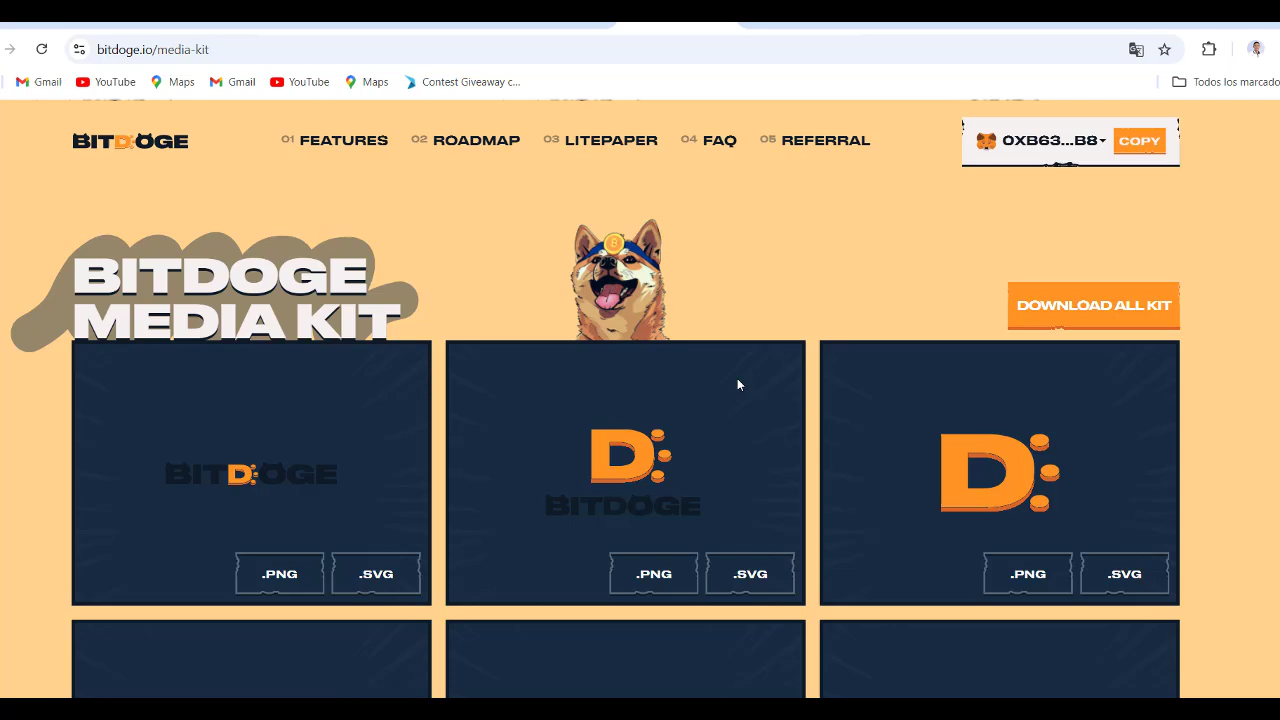 bitdoge.io/media-kit
Gmail YouTube Maps Gmail YouTube Maps Contest Giveaway c... Todos los marcado
BITDOGE 01 FEATURES 02 ROADMAP 03 LITEPAPER 04 FAQ 05 REFERRAL 0XB63...B8 COPY
BITDOGE
MEDIA KIT
DOWNLOAD ALL KIT
BITDOGE
D
BITDOGE
D
.PNG .SVG .PNG .SVG .PNG .SVG